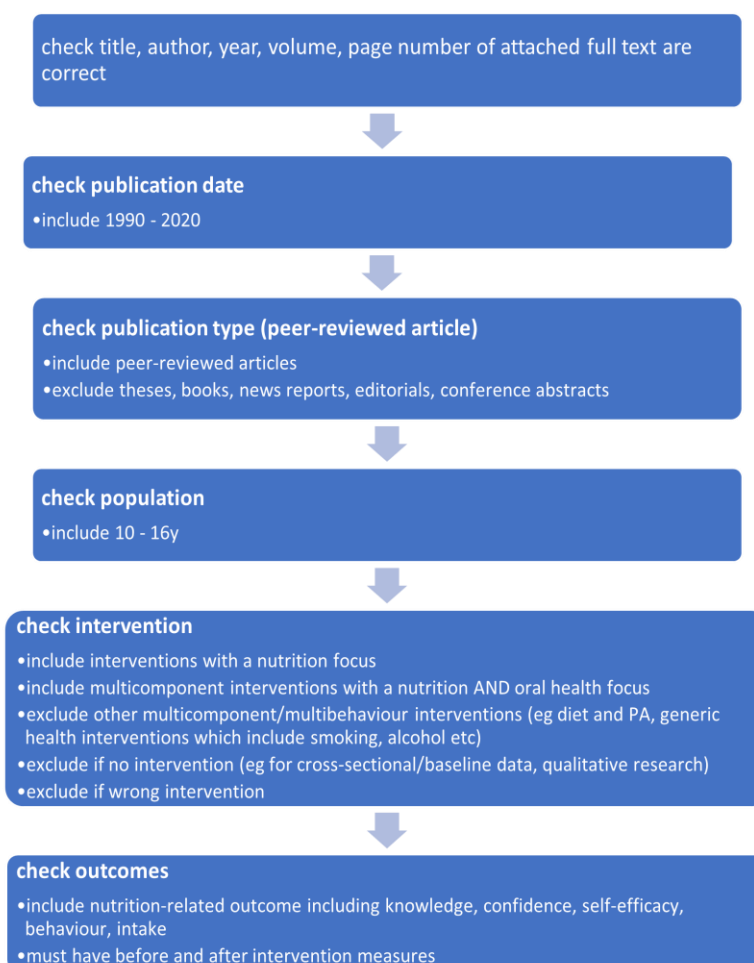 check title, author, year, volume, page number of attached full text are
correct
check publication date
•include 1990 - 2020
check publication type (peer-reviewed article)
•include peer-reviewed articles
•exclude theses, books, news reports, editorials, conference abstracts
check population
•include 10 - 16y
check intervention
•include interventions with a nutrition focus
•include multicomponent interventions with a nutrition AND oral health focus
•exclude other multicomponent/multibehaviour interventions (eg diet and PA, generic
health interventions which include smoking, alcohol etc)
•exclude if no intervention (eg for cross-sectional/baseline data, qualitative research)
•exclude if wrong intervention
check outcomes
•include nutrition-related outcome including knowledge, confidence, self-efficacy,
behaviour, intake
•must have before and after intervention measures